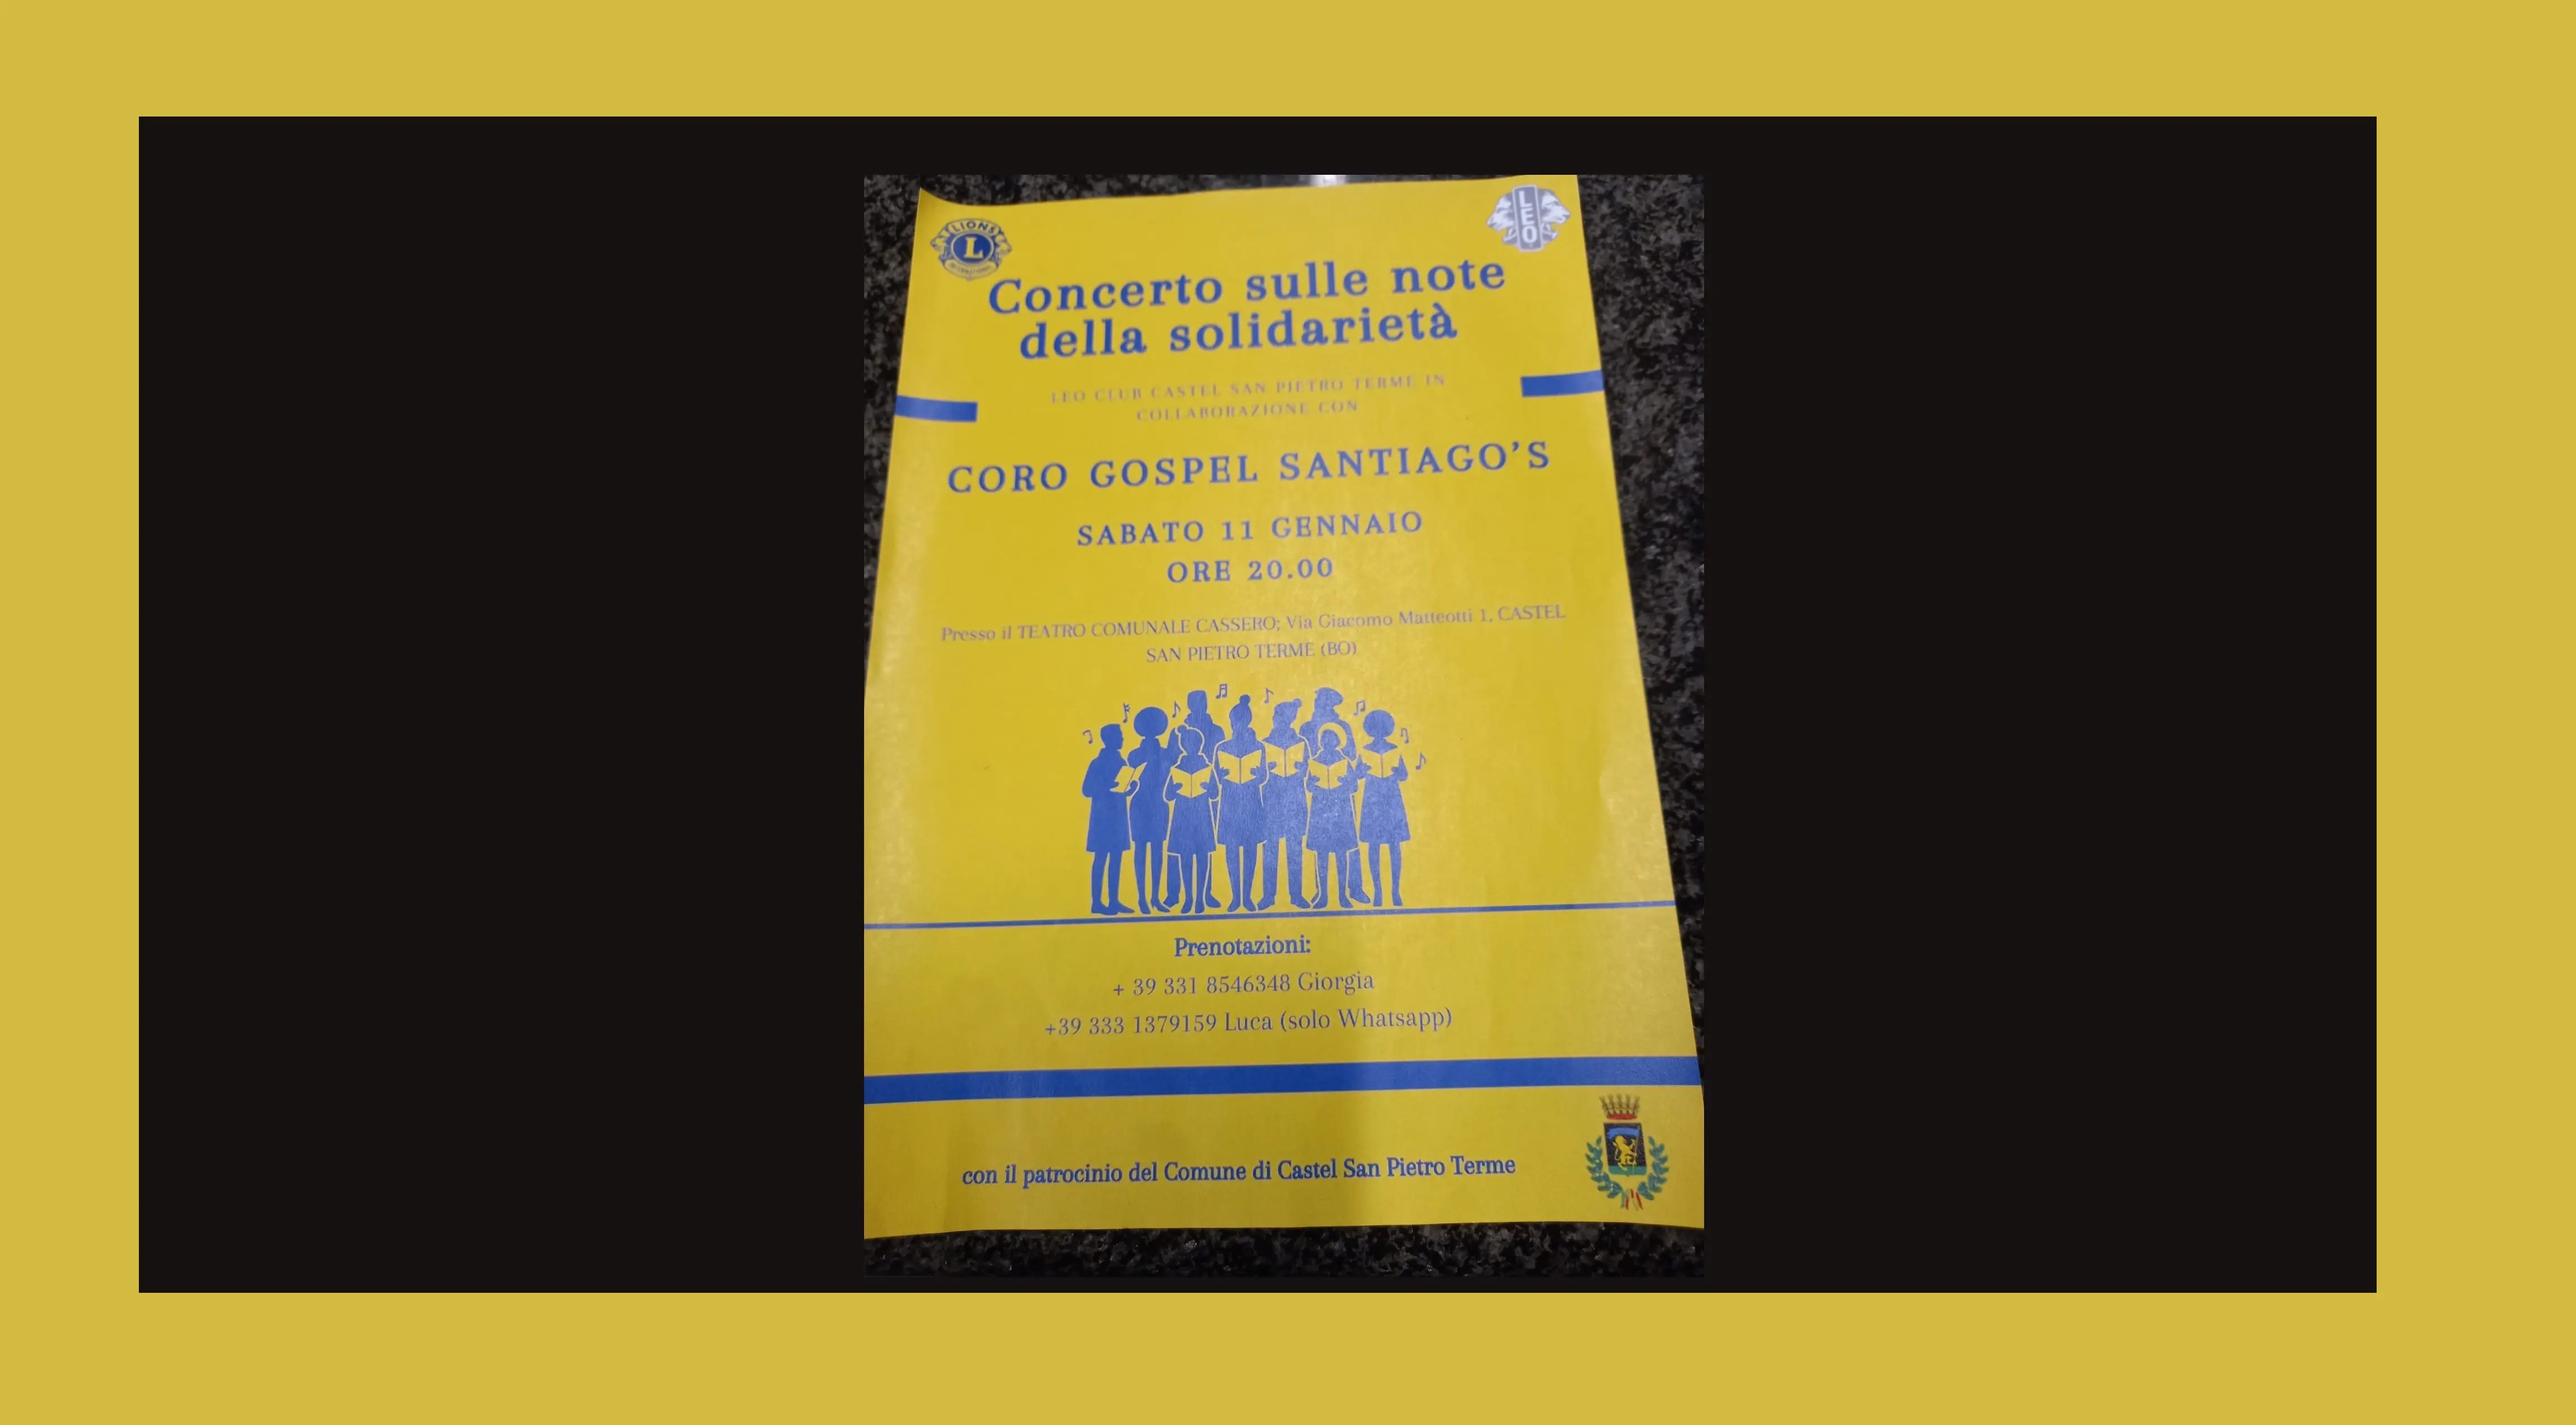 LIONS
L
INTERNATIONAL
LEO
Concerto sulle note
della solidarietà
LEO CLUB CASTEL SAN PIETRO TERME IN
COLLABORAZIONE CON
CORO GOSPEL SANTIAGO'S
SABATO 11 GENNAIO
ORE 20.00
Presso il TEATRO COMUNALE CASSERO; Via Giacomo Matteotti 1, CASTEL
SAN PIETRO TERME (BO)
Prenotazioni:
+ 39 331 8546348 Giorgia
+39 333 1379159 Luca (solo Whatsapp)
con il patrocinio del Comune di Castel San Pietro Terme